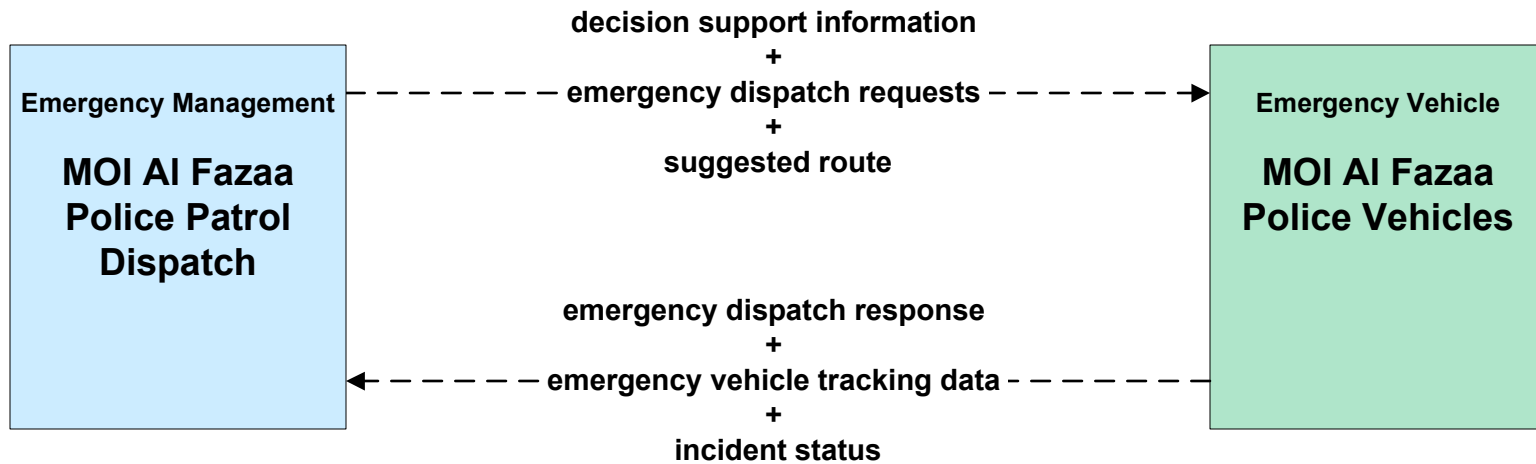 decision support information
+
emergency dispatch requests
+
suggested route
Emergency Management
MOI Al Fazaa
Police Patrol
Dispatch
Emergency Vehicle
MOI Al Fazaa
Police Vehicles
emergency dispatch response
+
emergency vehicle tracking data
+
incident status